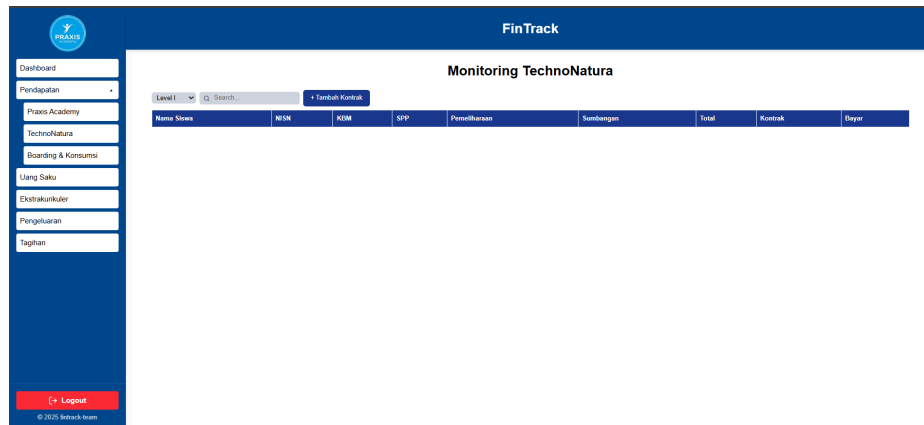 PRAXIS
FinTrack
Dashboard
Pendapatan
Praxis Academy
TechnoNatura
Boarding & Konsumsi
Uang Saku
Ekstrakurikuler
Pengeluaran
Tagihan
Logout
© 2025 fintrack-team
Monitoring TechnoNatura
Level I Search... + Tambah Kontrak
Nama Siswa NISN KBM SPP Pemeliharaan Sumbangan Total Kontrak Bayar